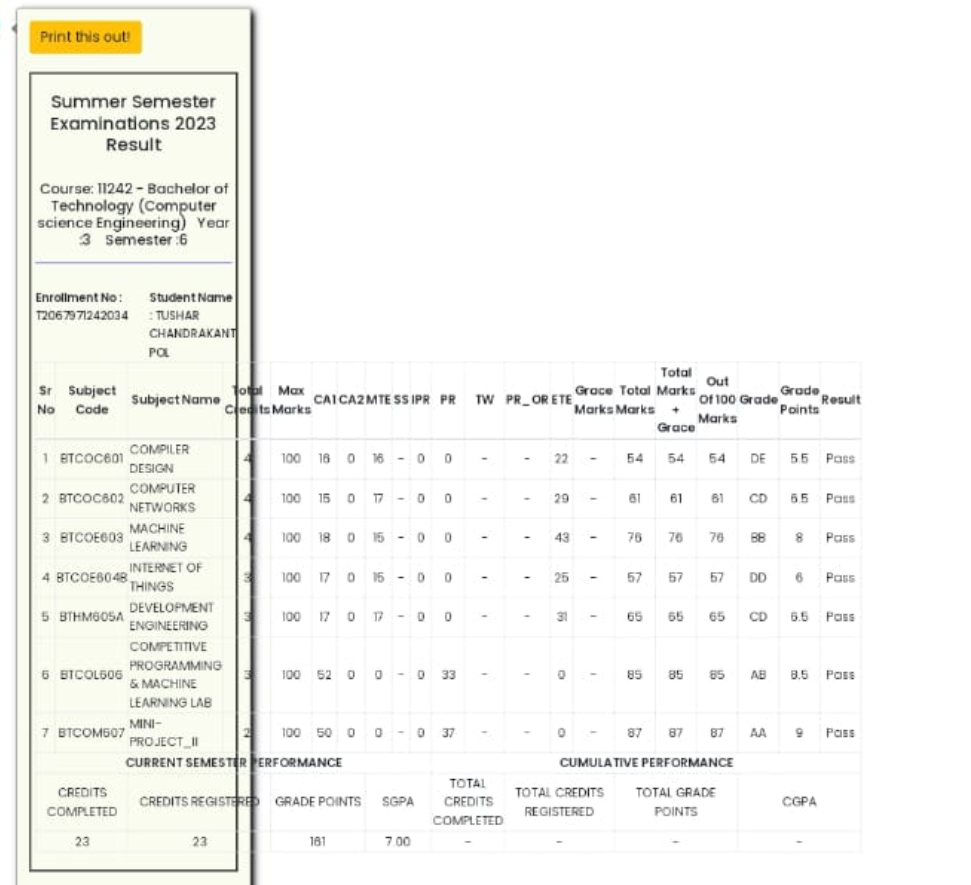 Print this out!
Summer Semester
Examinations 2023
Result
Course: 11242 - Bachelor of
Technology (Computer
science Engineering) Year
:3 Semester :6
Enrollment No : Student Name
T2067971242034 : TUSHAR
CHANDRAKANT
POL
Sr No Subject Code Subject Name Total Credits Max Marks CA1 CA2 MTE SS IPR PR TW PR_OR ETE Grace Marks Total Marks Total Marks + Grace Out Of 100 Marks Grade Grade Points Result
1 BTCOC601 COMPILER DESIGN 4 100 16 0 16 - 0 0 - - 22 - 54 54 54 DE 5.5 Pass
2 BTCOC602 COMPUTER NETWORKS 4 100 15 0 17 - 0 0 - - 29 - 61 61 61 CD 6.5 Pass
3 BTCOE603 MACHINE LEARNING 4 100 18 0 15 - 0 0 - - 43 - 76 76 76 BB 8 Pass
4 BTCOE604B INTERNET OF THINGS 3 100 17 0 15 - 0 0 - - 25 - 57 57 57 DD 6 Pass
5 BTHM605A DEVELOPMENT ENGINEERING 3 100 17 0 17 - 0 0 - - 31 - 65 65 65 CD 6.5 Pass
6 BTCOL606 COMPETITIVE PROGRAMMING & MACHINE LEARNING LAB 3 100 52 0 0 - 0 33 - - 0 - 85 85 85 AB 8.5 Pass
7 BTCOM607 MINI-PROJECT_II 2 100 50 0 0 - 0 37 - - 0 - 87 87 87 AA 9 Pass
CURRENT SEMESTER PERFORMANCE CUMULATIVE PERFORMANCE
CREDITS COMPLETED CREDITS REGISTERED GRADE POINTS SGPA TOTAL CREDITS COMPLETED TOTAL CREDITS REGISTERED TOTAL GRADE POINTS CGPA
23 23 161 7.00 - - - -